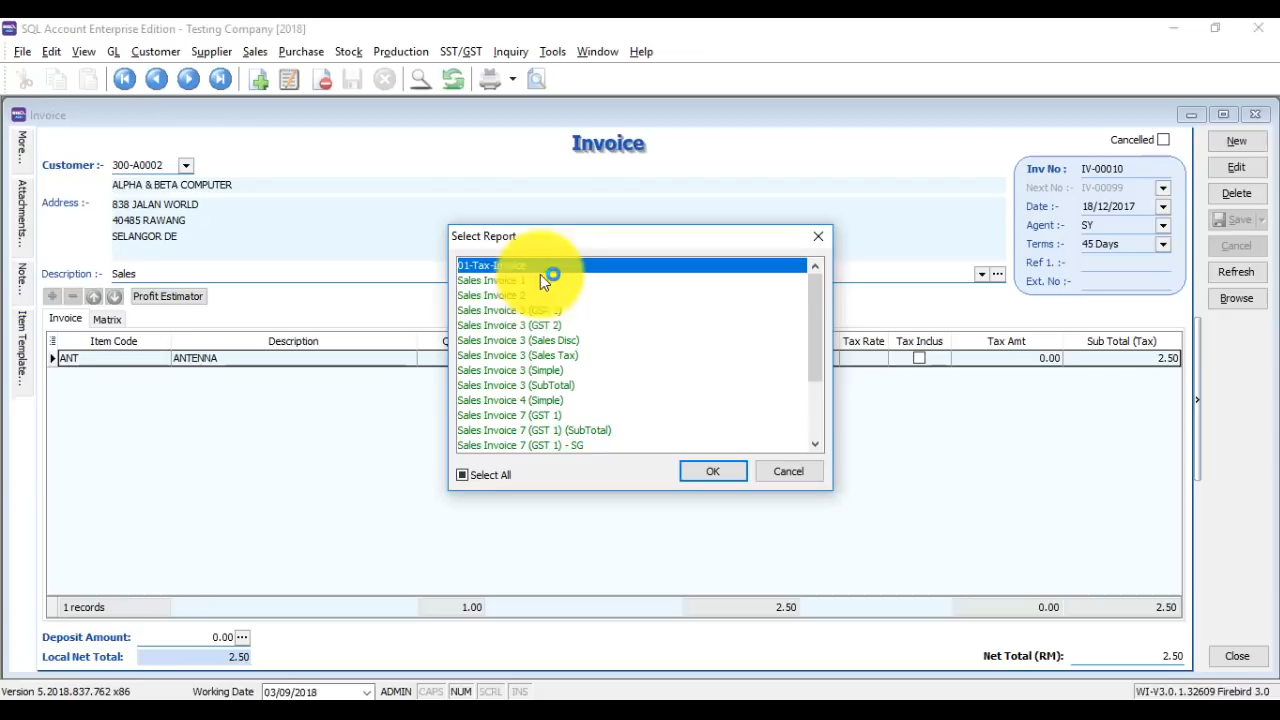 SQL Account Enterprise Edition - Testing Company [2018]
File Edit View GL Customer Supplier Sales Purchase Stock Production SST/GST Inquiry Tools Window Help
Invoice
More...
Attachments...
Note...
Item Template...
Invoice
Cancelled
Customer :- 300-A0002
ALPHA & BETA COMPUTER
Address :- 838 JALAN WORLD
40485 RAWANG
SELANGOR DE
Description :- Sales
Inv No : IV-00010
Next No :- IV-00099
Date :- 18/12/2017
Agent :- SY
Terms :- 45 Days
Ref 1. :-
Ext. No :-
New
Edit
Delete
Save
Cancel
Refresh
Browse
Profit Estimator
Invoice Matrix
Item Code Description Q Tax Rate Tax Inclus Tax Amt Sub Total (Tax)
ANT ANTENNA 0.00 2.50
Select Report
01-Tax-Invoice
Sales Invoice 1
Sales Invoice 2
Sales Invoice 3 (GST 1)
Sales Invoice 3 (GST 2)
Sales Invoice 3 (Sales Disc)
Sales Invoice 3 (Sales Tax)
Sales Invoice 3 (Simple)
Sales Invoice 3 (SubTotal)
Sales Invoice 4 (Simple)
Sales Invoice 7 (GST 1)
Sales Invoice 7 (GST 1) (SubTotal)
Sales Invoice 7 (GST 1) - SG
Select All OK Cancel
1 records 1.00 2.50 0.00 2.50
Deposit Amount: 0.00
Local Net Total: 2.50
Net Total (RM): 2.50
Close
Version 5.2018.837.762 x86 Working Date 03/09/2018 ADMIN CAPS NUM SCRL INS WI-V3.0.1.32609 Firebird 3.0